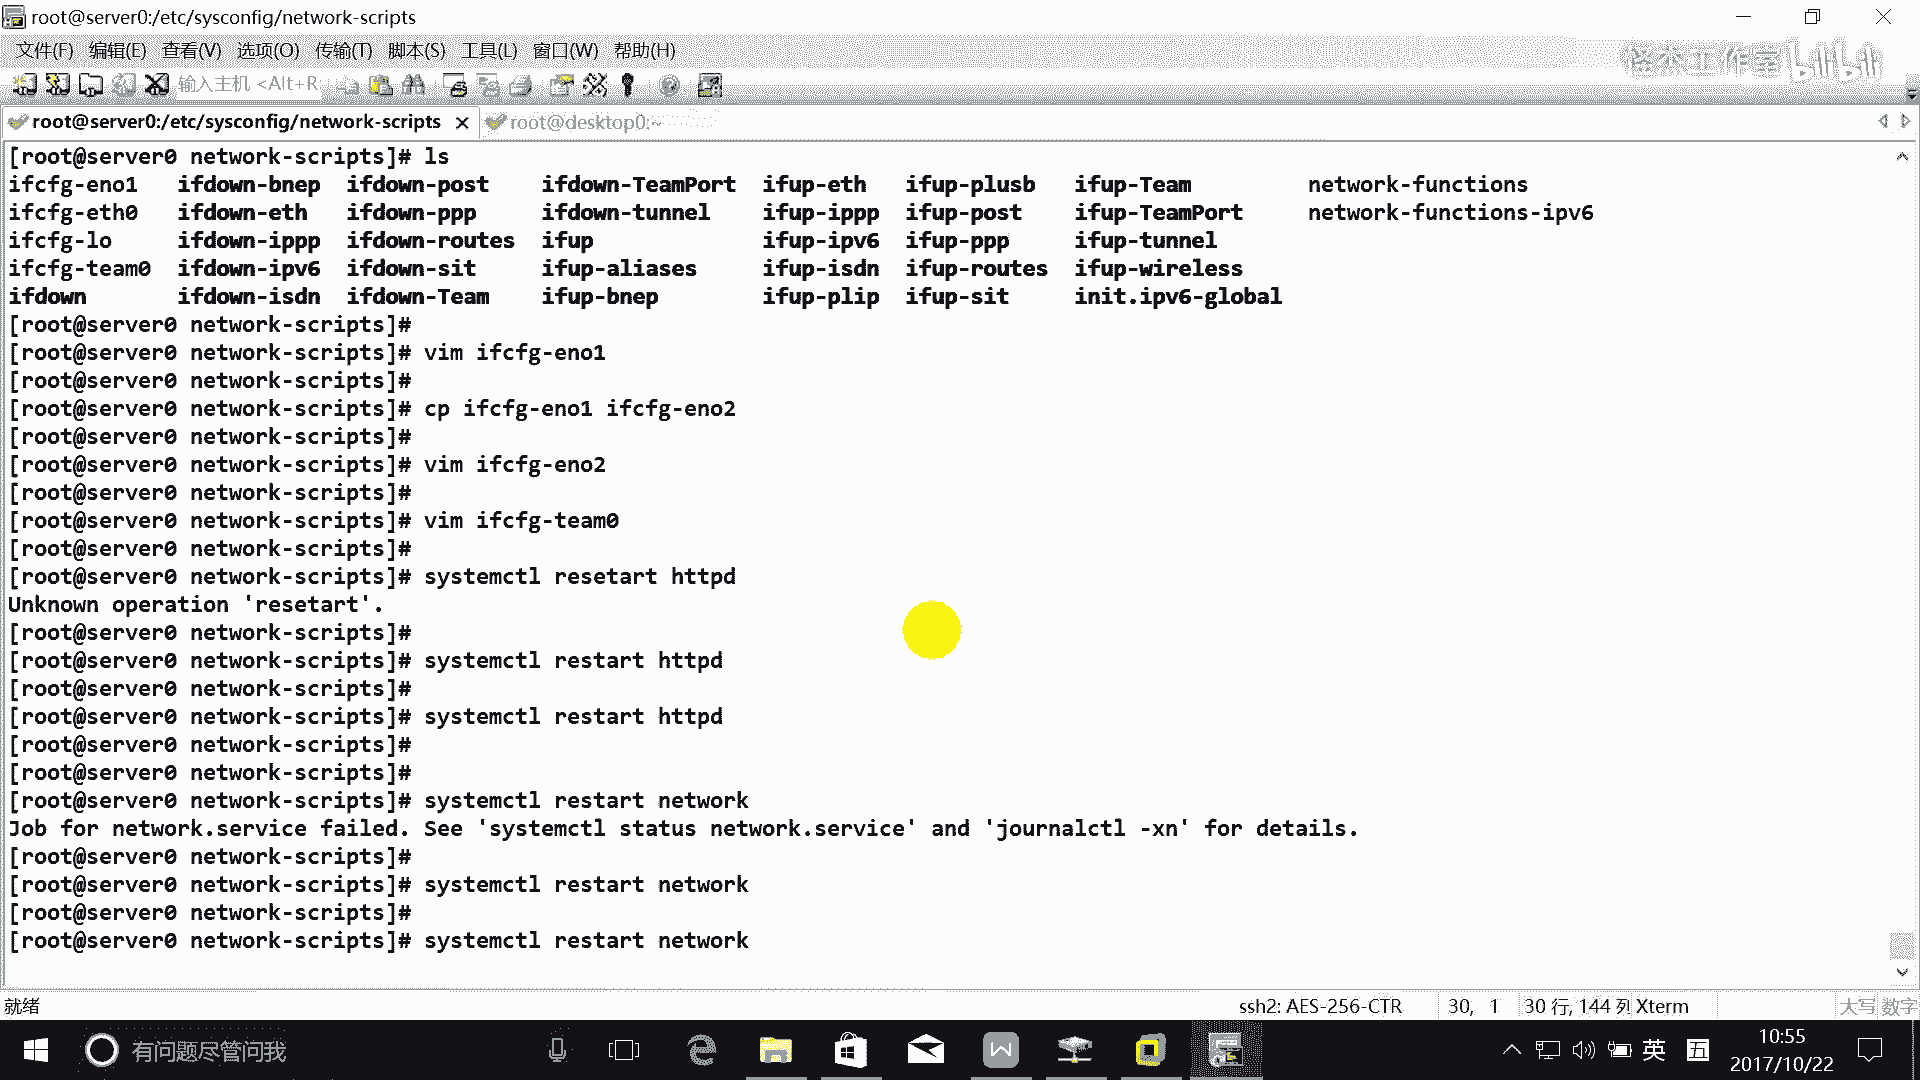 root@server0:/etc/sysconfig/network-scripts
文件(F) 编辑(E) 查看(V) 选项(O) 传输(T) 脚本(S) 工具(L) 窗口(W) 帮助(H)
怪杰工作室 bilibili
输入主机 <Alt+R:
root@server0:/etc/sysconfig/network-scripts root@desktop0:~
[root@server0 network-scripts]# ls
ifcfg-eno1 ifdown-bnep ifdown-post ifdown-TeamPort ifup-eth ifup-plusb ifup-Team network-functions
ifcfg-eth0 ifdown-eth ifdown-ppp ifdown-tunnel ifup-ippp ifup-post ifup-TeamPort network-functions-ipv6
ifcfg-lo ifdown-ippp ifdown-routes ifup ifup-ipv6 ifup-ppp ifup-tunnel
ifcfg-team0 ifdown-ipv6 ifdown-sit ifup-aliases ifup-isdn ifup-routes ifup-wireless
ifdown ifdown-isdn ifdown-Team ifup-bnep ifup-plip ifup-sit init.ipv6-global
[root@server0 network-scripts]#
[root@server0 network-scripts]# vim ifcfg-eno1
[root@server0 network-scripts]#
[root@server0 network-scripts]# cp ifcfg-eno1 ifcfg-eno2
[root@server0 network-scripts]#
[root@server0 network-scripts]# vim ifcfg-eno2
[root@server0 network-scripts]#
[root@server0 network-scripts]# vim ifcfg-team0
[root@server0 network-scripts]#
[root@server0 network-scripts]# systemctl resetart httpd
Unknown operation 'resetart'.
[root@server0 network-scripts]#
[root@server0 network-scripts]# systemctl restart httpd
[root@server0 network-scripts]#
[root@server0 network-scripts]# systemctl restart httpd
[root@server0 network-scripts]#
[root@server0 network-scripts]#
[root@server0 network-scripts]# systemctl restart network
Job for network.service failed. See 'systemctl status network.service' and 'journalctl -xn' for details.
[root@server0 network-scripts]#
[root@server0 network-scripts]# systemctl restart network
[root@server0 network-scripts]#
[root@server0 network-scripts]# systemctl restart network
就绪 ssh2: AES-256-CTR 30, 1 30 行, 144 列 Xterm 大写 数字
有问题尽管问我 英 五 10:55
2017/10/22